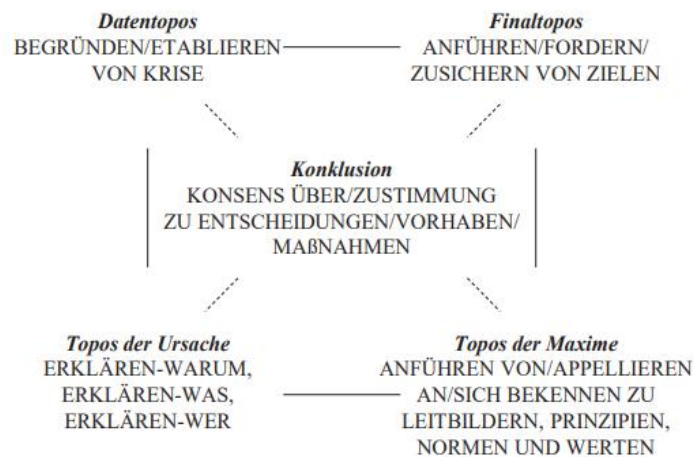 Datentopos
BEGRÜNDEN/ETABLIEREN
VON KRISE
Finaltopos
ANFÜHREN/FORDERN/
ZUSICHERN VON ZIELEN
Konklusion
KONSENS ÜBER/ZUSTIMMUNG
ZU ENTSCHEIDUNGEN/VORHABEN/
MAßNAHMEN
Topos der Ursache
ERKLÄREN-WARUM,
ERKLÄREN-WAS,
ERKLÄREN-WER
Topos der Maxime
ANFÜHREN VON/APPELLIEREN
AN/SICH BEKENNEN ZU
LEITBILDERN, PRINZIPIEN,
NORMEN UND WERTEN